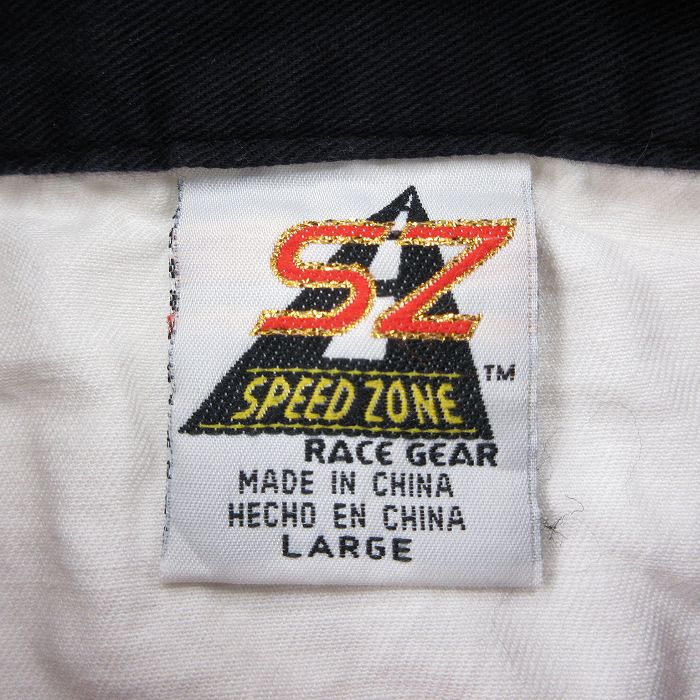 SZ
SPEED ZONE
TM
RACE GEAR
MADE IN CHINA
HECHO EN CHINA
LARGE